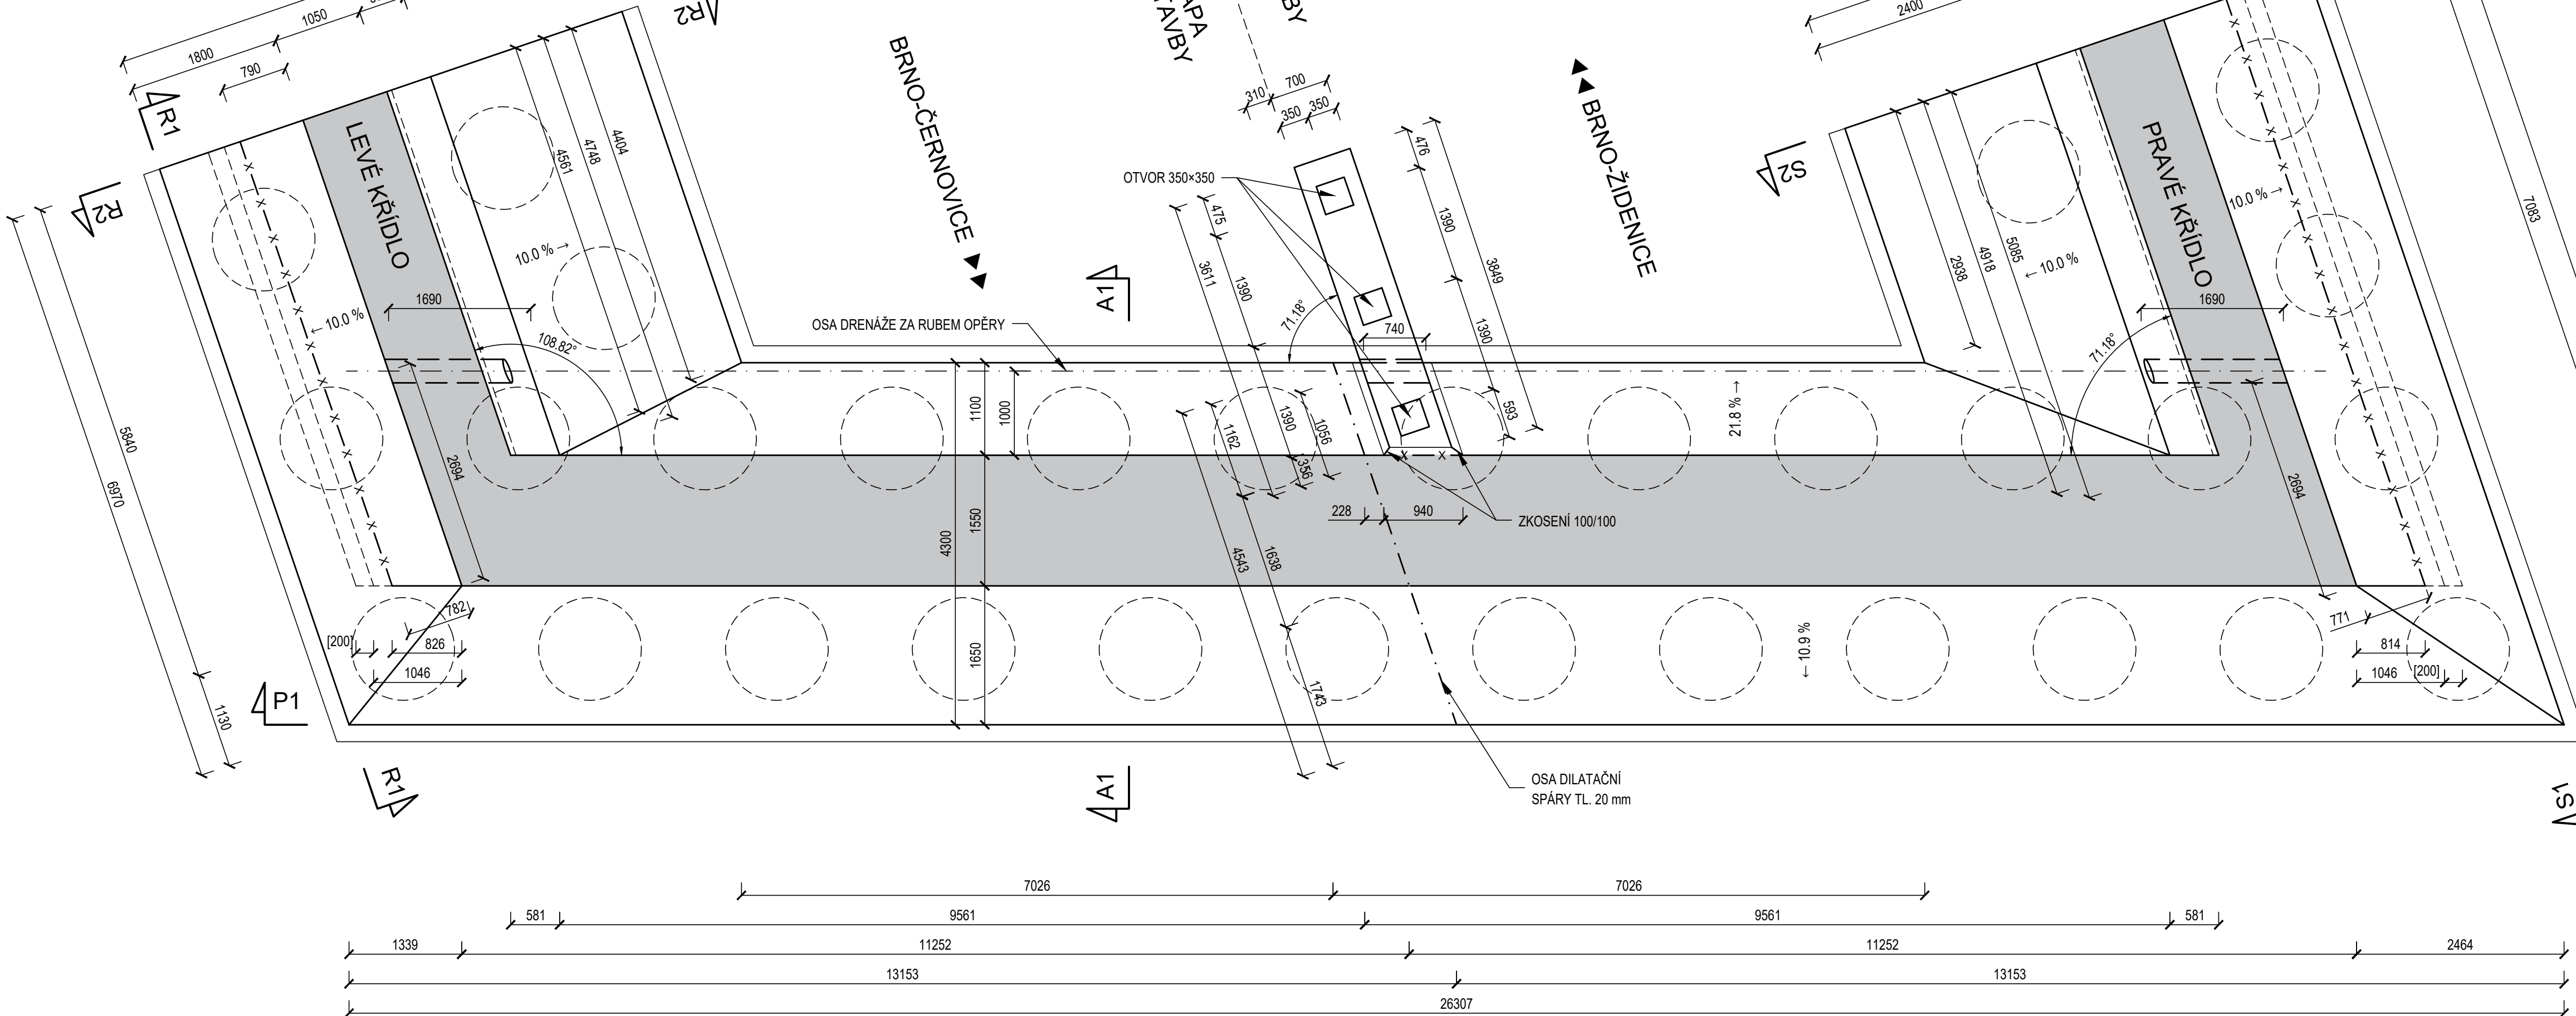 1050
1800
790
R1
R2
R2
LEVÉ KŘÍDLO
4561
4748
4404
10.0 % →
← 10.0 %
1690
108.82°
2694
5840
6970
1130
BRNO-ČERNOVICE
TAVBY
BY
310
700
350
350
OTVOR 350×350
475
1390
3611
476
1390
3849
1390
593
71.18°
740
A1
OSA DRENÁŽE ZA RUBEM OPĚRY
BRNO-ŽIDENICE
2400
S2
2938
4918
5085
← 10.0 %
10.0 % →
PRAVÉ KŘÍDLO
1690
71.18°
7083
2694
1100
1000
1550
4300
1650
1162
1390
1056
356
228
940
ZKOSENÍ 100/100
21.8 % →
4543
1638
1743
← 10.9 %
782
[200]
826
1046
771
814
1046
[200]
P1
R1
A1
S1
OSA DILATAČNÍ
SPÁRY TL. 20 mm
7026
7026
581
9561
9561
581
1339
11252
11252
2464
13153
13153
26307